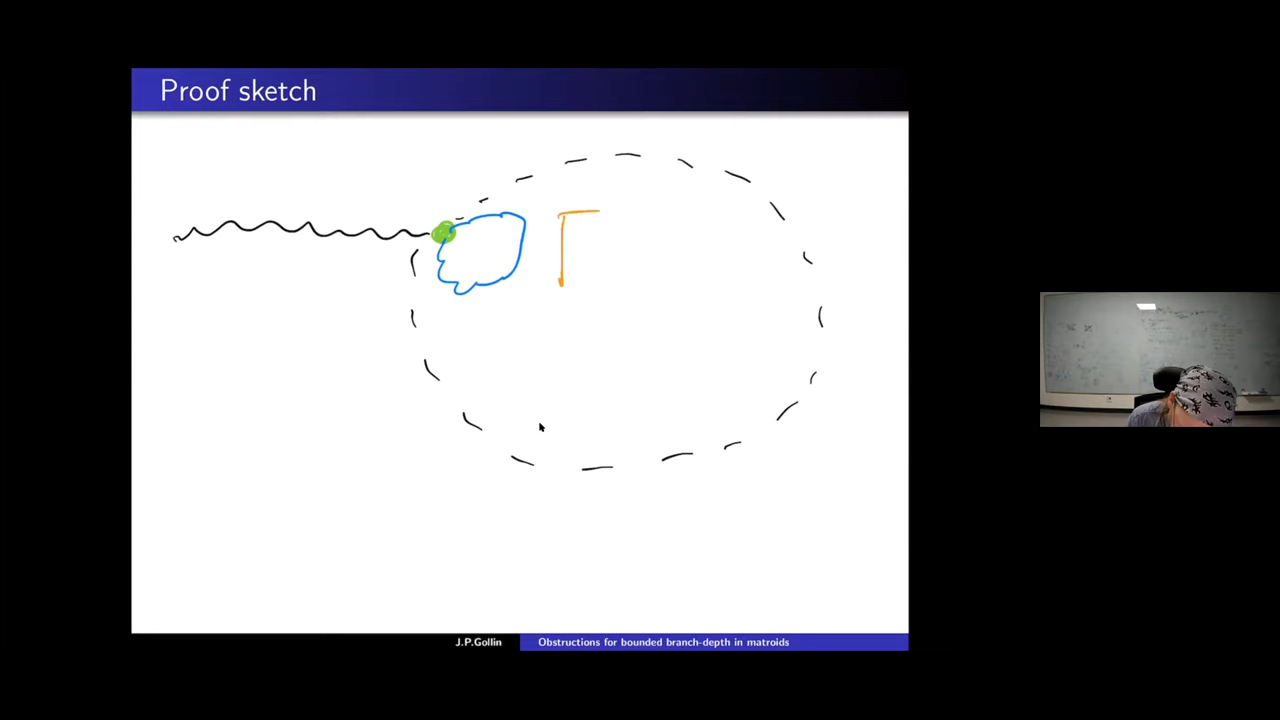 Proof sketch
J.P.Gollin
Obstructions for bounded branch-depth in matroids